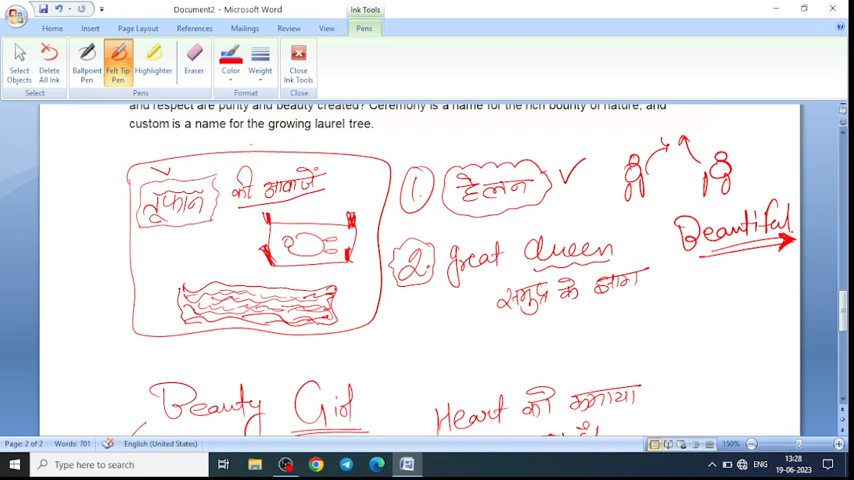 Document2 - Microsoft Word
Ink Tools
Home Insert Page Layout References Mailings Review View Pens
Select Objects
Delete All Ink
Ballpoint Pen
Felt Tip Pen
Highlighter
Eraser
Color
Weight
Close Ink Tools
Select Pens Format Close
and respect are purity and beauty created? Ceremony is a name for the rich bounty of nature, and
custom is a name for the growing laurel tree.
तूफान की आवाजें
1. हेलन
Beautiful
2. great Queen
समुद्र के झाग
Beauty Girl
Heart को
Page: 2 of 2 Words: 701 English (United States) 150%
Type here to search
ENG
13:28
19-06-2023